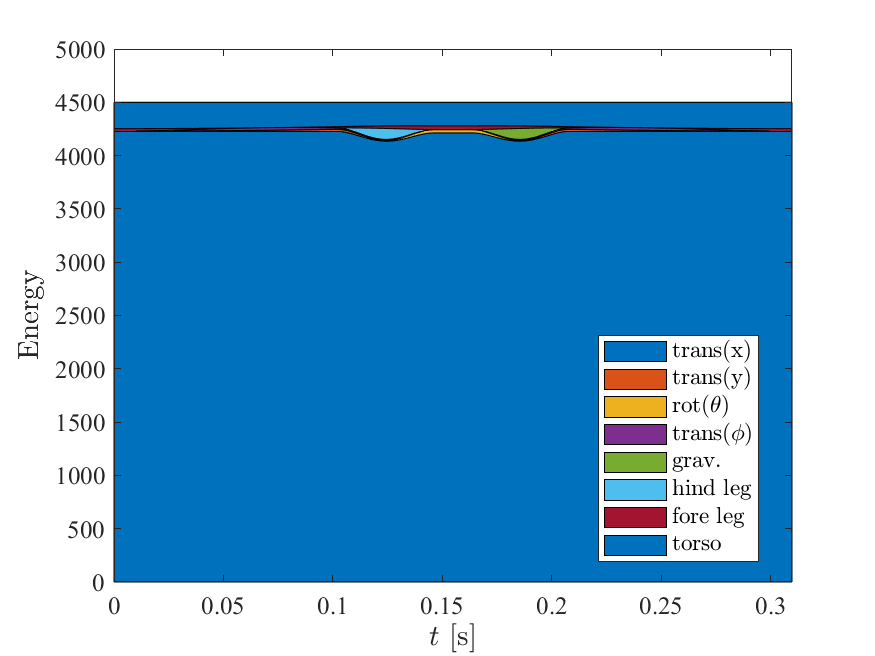 5000
4500
4000
3500
3000
2500
2000
1500
1000
500
0
Energy
trans(x)
trans(y)
rot(θ)
trans(ϕ)
grav.
hind leg
fore leg
torso
0 0.05 0.1 0.15 0.2 0.25 0.3
t [s]